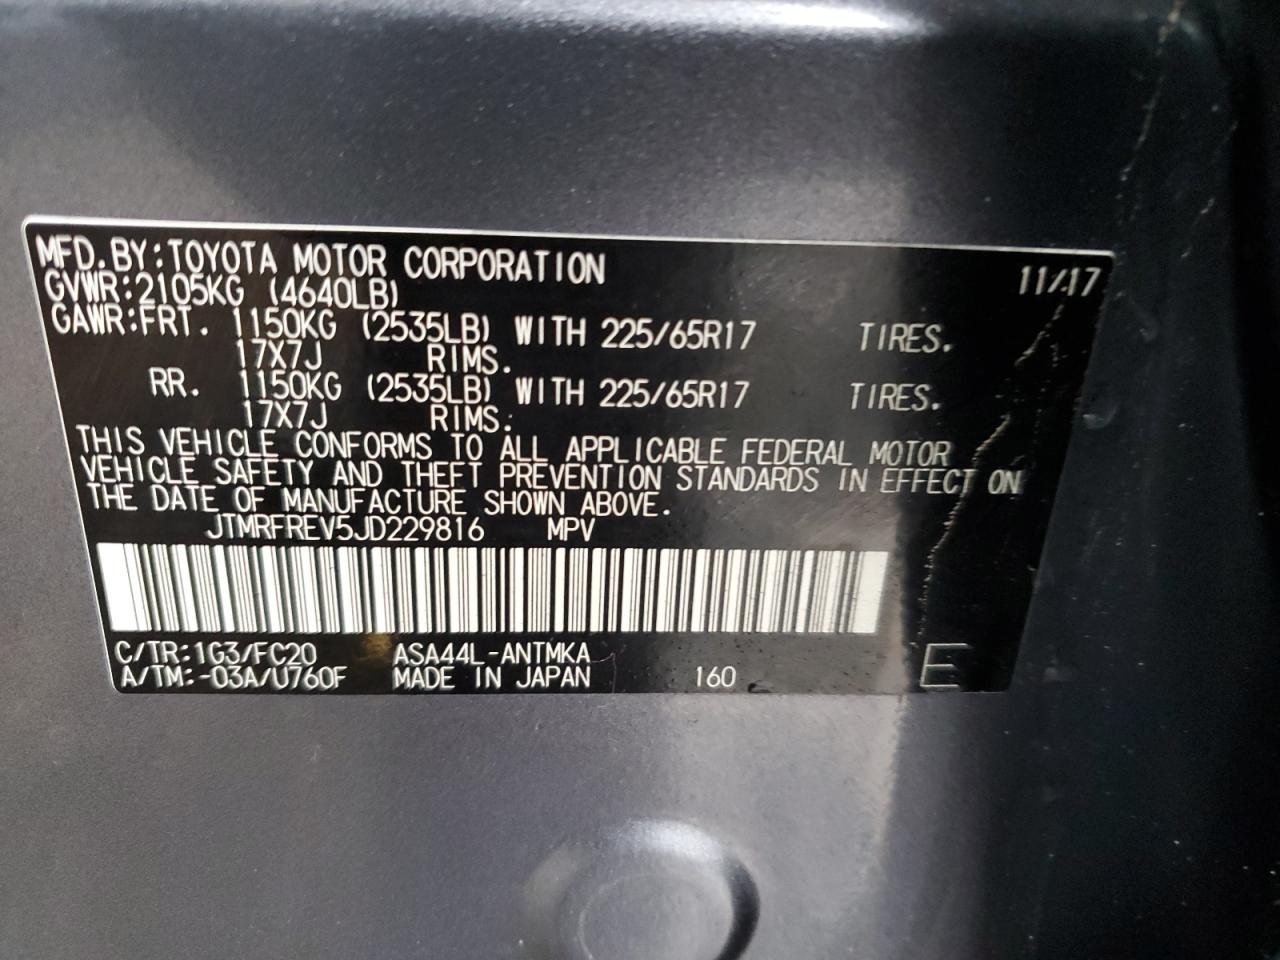 MFD.BY:TOYOTA MOTOR CORPORATION 11/17
GVWR:2105KG (4640LB)
GAWR:FRT. 1150KG (2535LB) WITH 225/65R17 TIRES.
17X7J RIMS.
RR. 1150KG (2535LB) WITH 225/65R17 TIRES.
17X7J RIMS.
THIS VEHICLE CONFORMS TO ALL APPLICABLE FEDERAL MOTOR
VEHICLE SAFETY AND THEFT PREVENTION STANDARDS IN EFFECT ON
THE DATE OF MANUFACTURE SHOWN ABOVE.
JTMRFREV5JD229816 MPV
C/TR:1G3/FC20 ASA44L-ANTMKA
A/TM:-03A/U760F MADE IN JAPAN 160 E